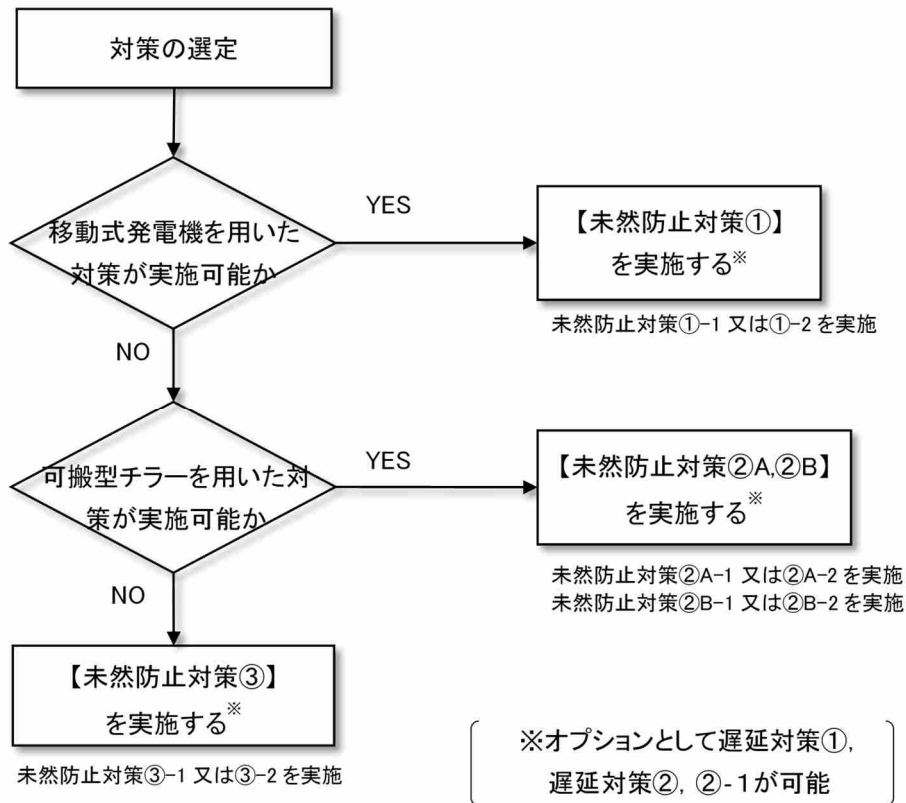 対策の選定
移動式発電機を用いた
対策が実施可能か
YES
【未然防止対策①】
を実施する※
未然防止対策①-1 又は①-2 を実施
NO
可搬型チラーを用いた対
策が実施可能か
YES
【未然防止対策②A,②B】
を実施する※
未然防止対策②A-1 又は②A-2 を実施
未然防止対策②B-1 又は②B-2 を実施
NO
【未然防止対策③】
を実施する※
未然防止対策③-1 又は③-2 を実施
※オプションとして遅延対策①,
遅延対策②, ②-1が可能